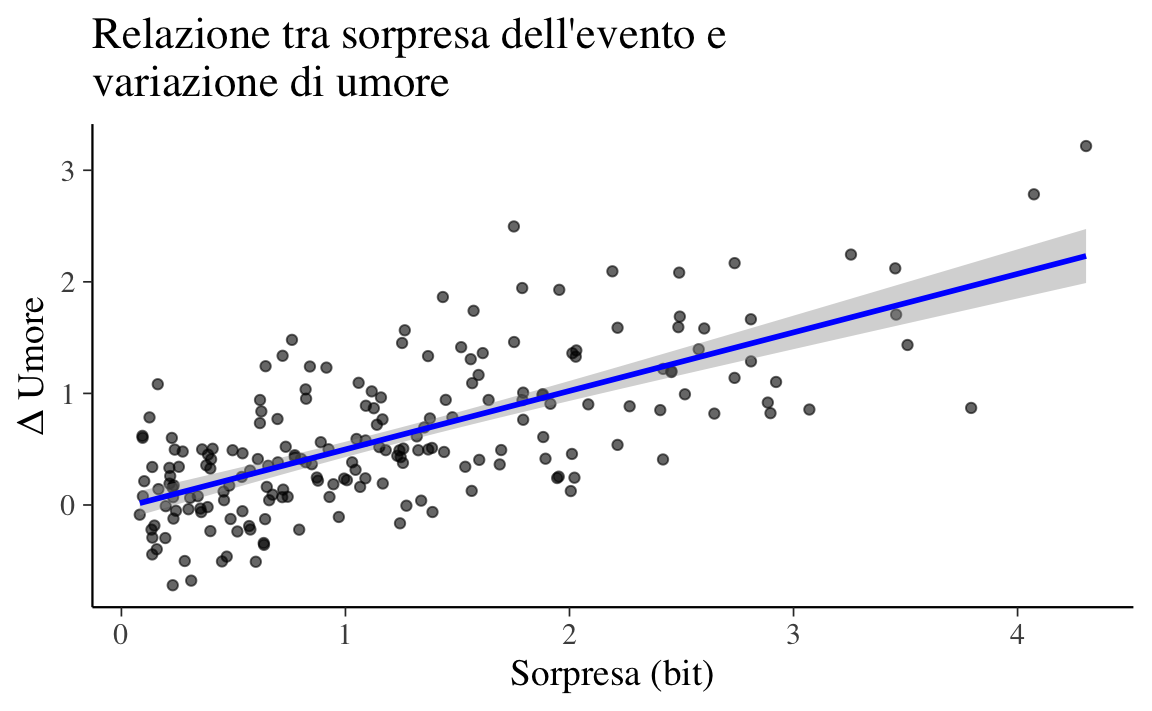 Relazione tra sorpresa dell'evento e
variazione di umore
3
2
1
0
Δ Umore
0 1 2 3 4
Sorpresa (bit)